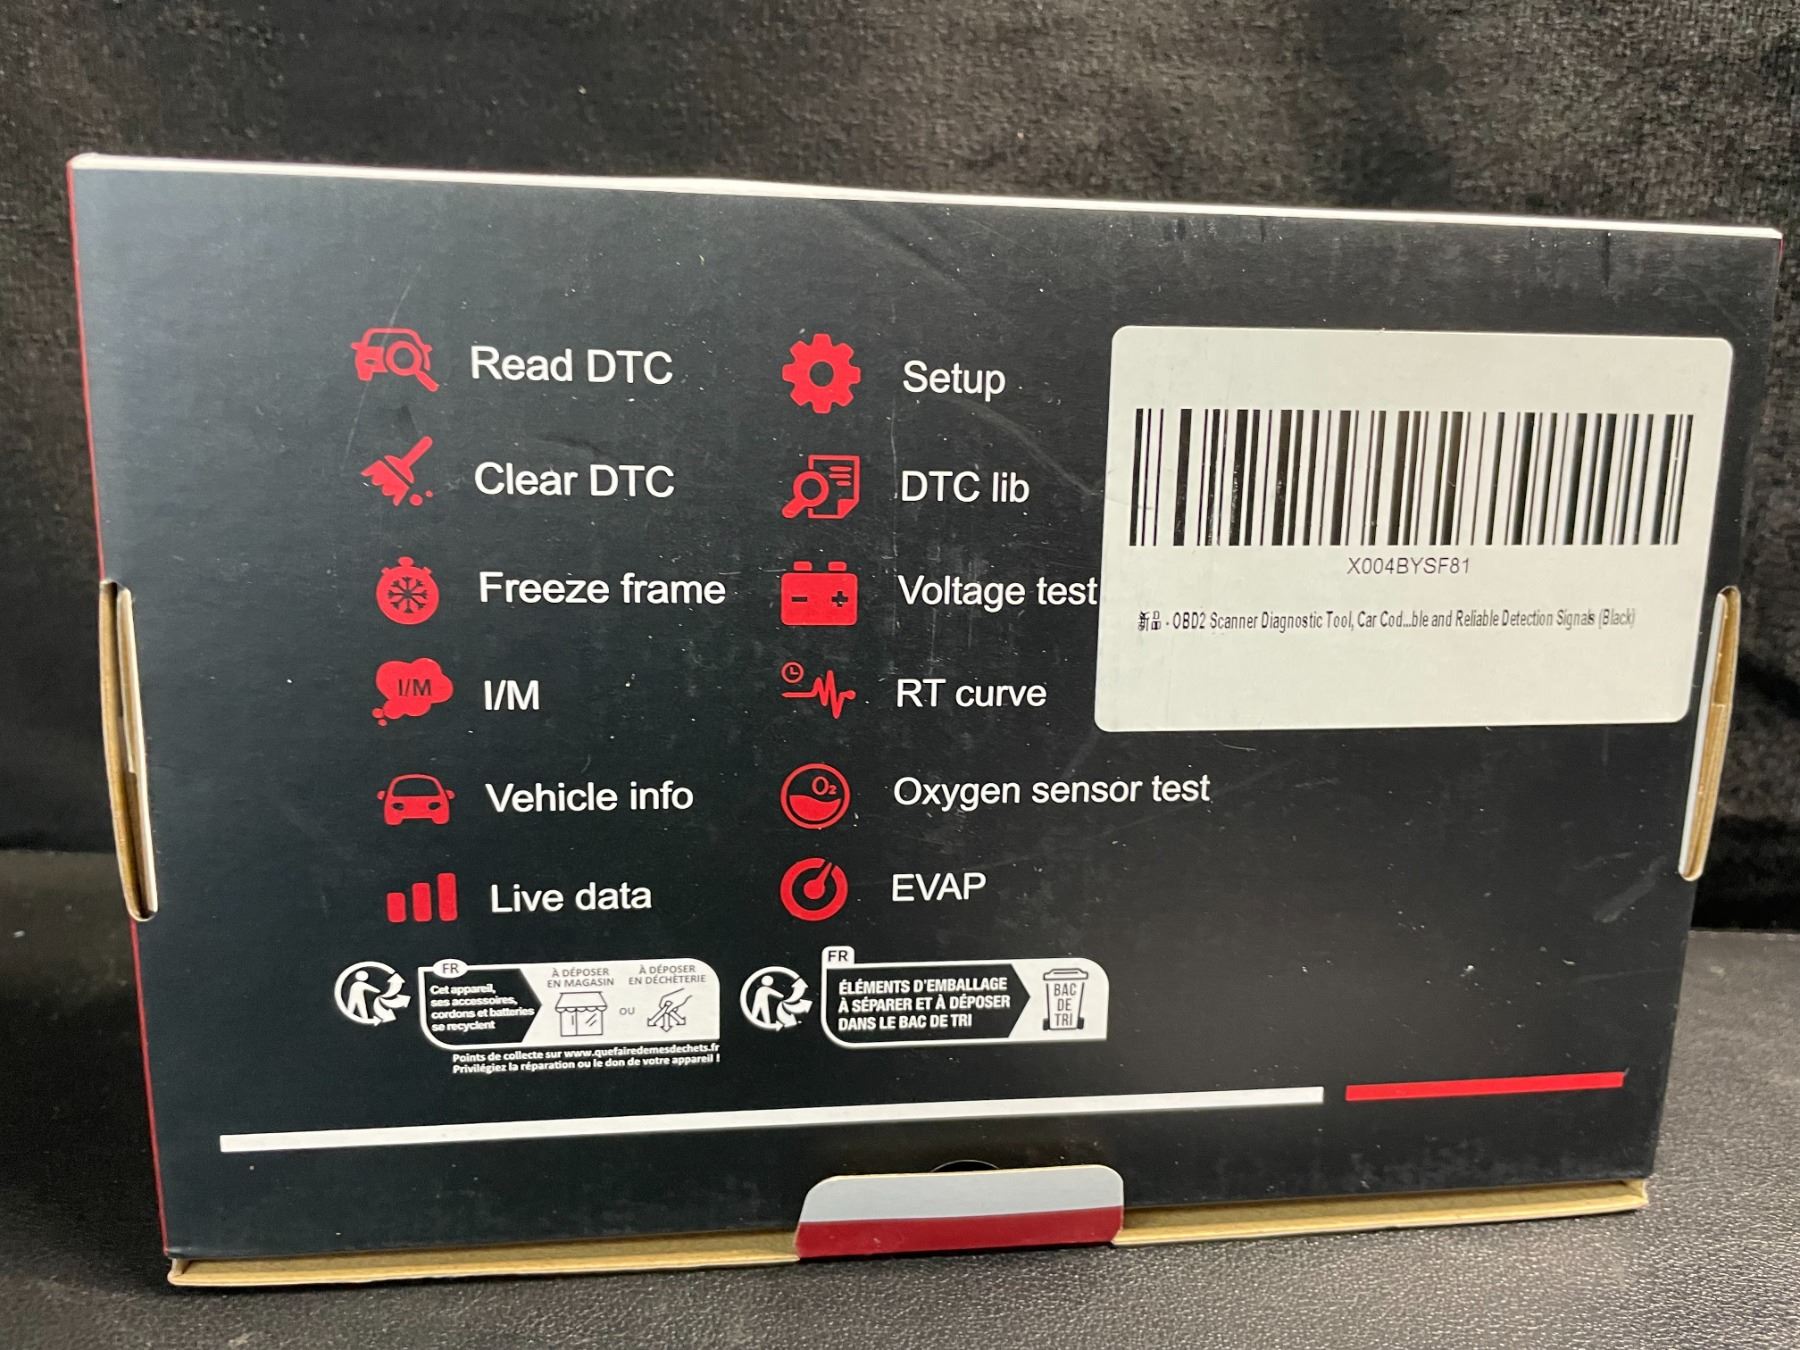 Read DTC
Clear DTC
Freeze frame
I/M
I/M
Vehicle info
Live data
Setup
DTC lib
Voltage test
RT curve
O₂
Oxygen sensor test
EVAP
X004BYSF81
新品 - OBD2 Scanner Diagnostic Tool, Car Cod...ble and Reliable Detection Signals (Black)
FR
Cet appareil,
ses accessoires,
cordons et batteries
se recyclent
À DÉPOSER
EN MAGASIN
OU
À DÉPOSER
EN DÉCHÈTERIE
Points de collecte sur www.quefairedemesdechets.fr
Privilégiez la réparation ou le don de votre appareil !
FR
ÉLÉMENTS D'EMBALLAGE
À SÉPARER ET À DÉPOSER
DANS LE BAC DE TRI
BAC
DE
TRI